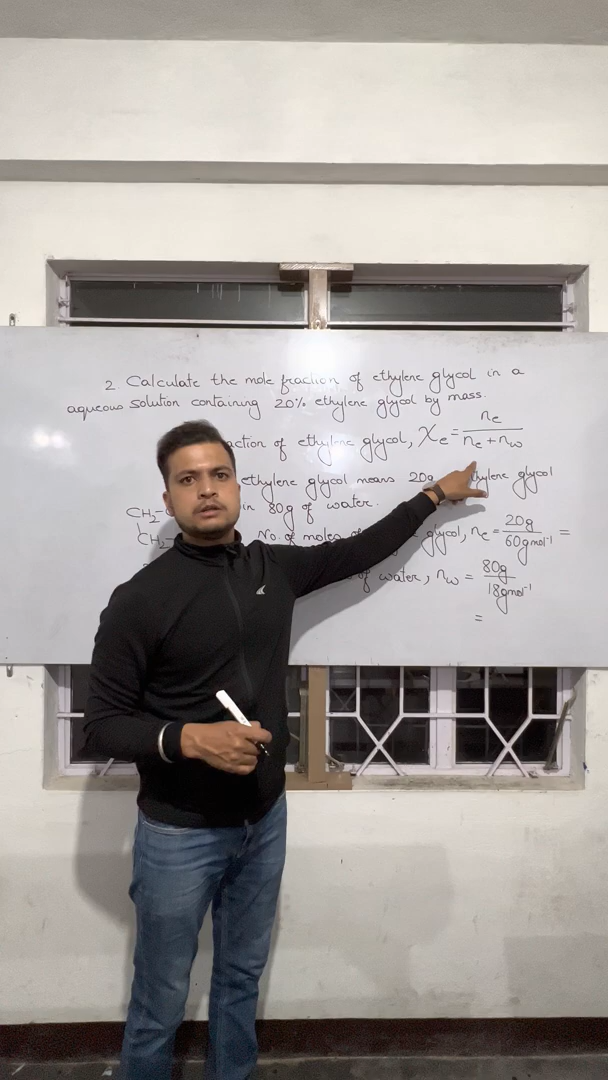 2 Calculate the mole fraction of ethylene glycol in a
aqueous solution containing 20% ethylene glycol by mass.
action of ethylene glycol, χe = ne / ne + nw
ethylene glycol means 20g ethylene glycol
in 80g of water.
CH2-
CH2- No. of moles of glycol, ne = 20g / 60gmol-1 =
of water, nw = 80g / 18gmol-1
=